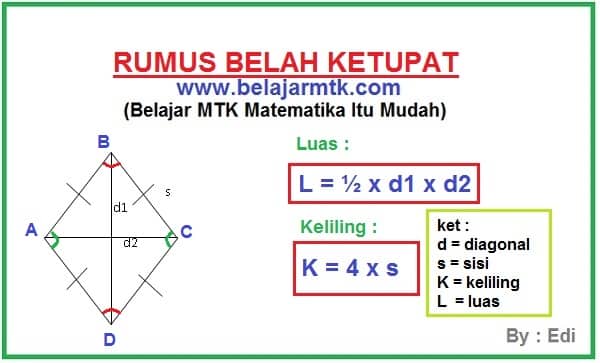 RUMUS BELAH KETUPAT
www.belajarmtk.com
(Belajar MTK Matematika Itu Mudah)
B
s
d1
A
d2
C
D
Luas :
L = ½ x d1 x d2
Keliling :
K = 4 x s
ket :
d = diagonal
s = sisi
K = keliling
L = luas
By : Edi